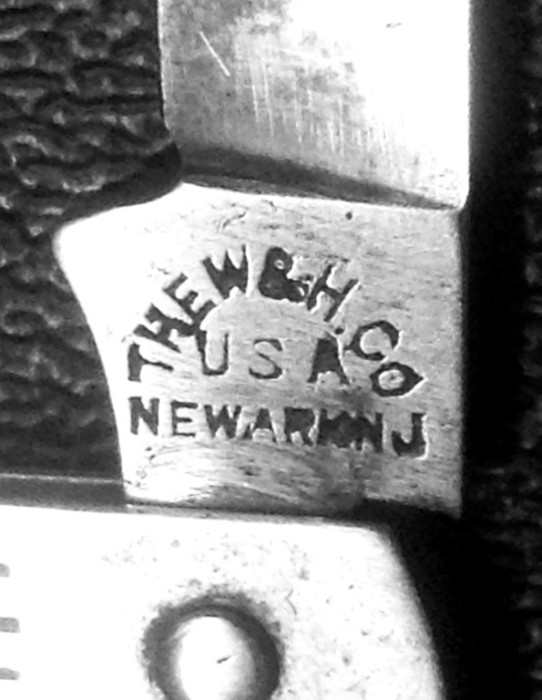 THE W & H. CO
USA
NEWARK N J